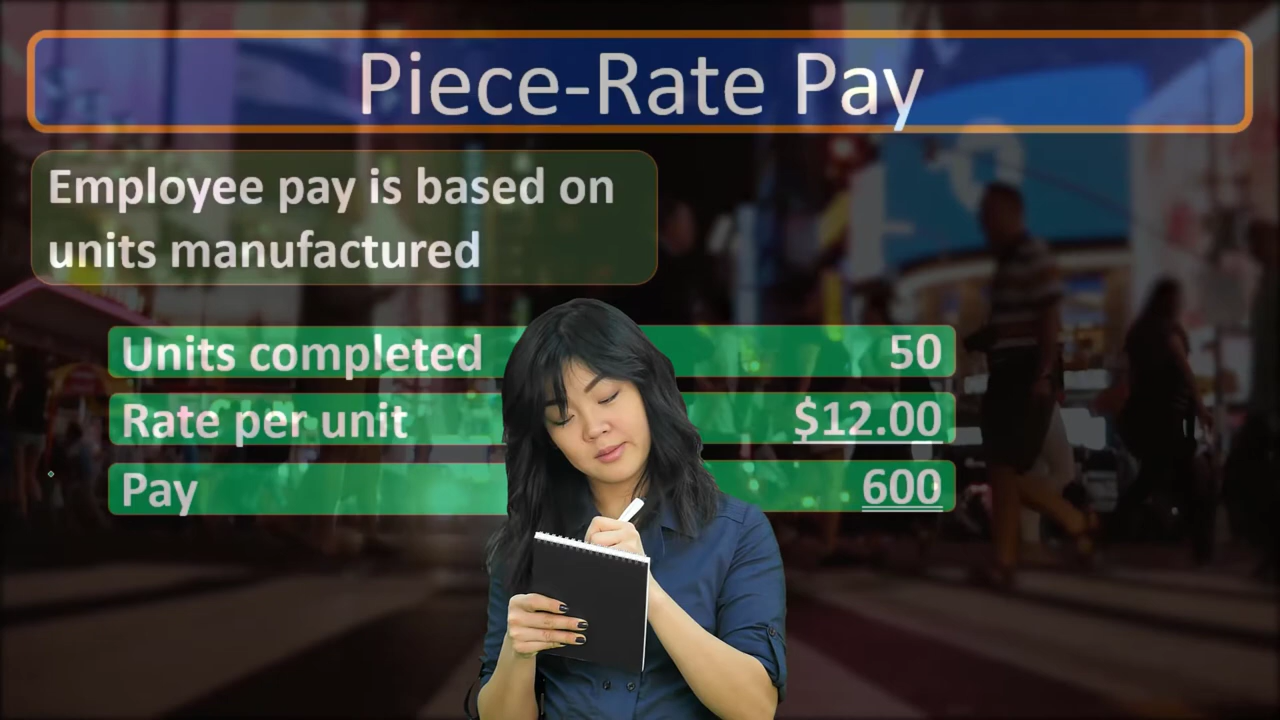 Piece-Rate Pay
Employee pay is based on
units manufactured
Units completed 50
Rate per unit $12.00
Pay 600